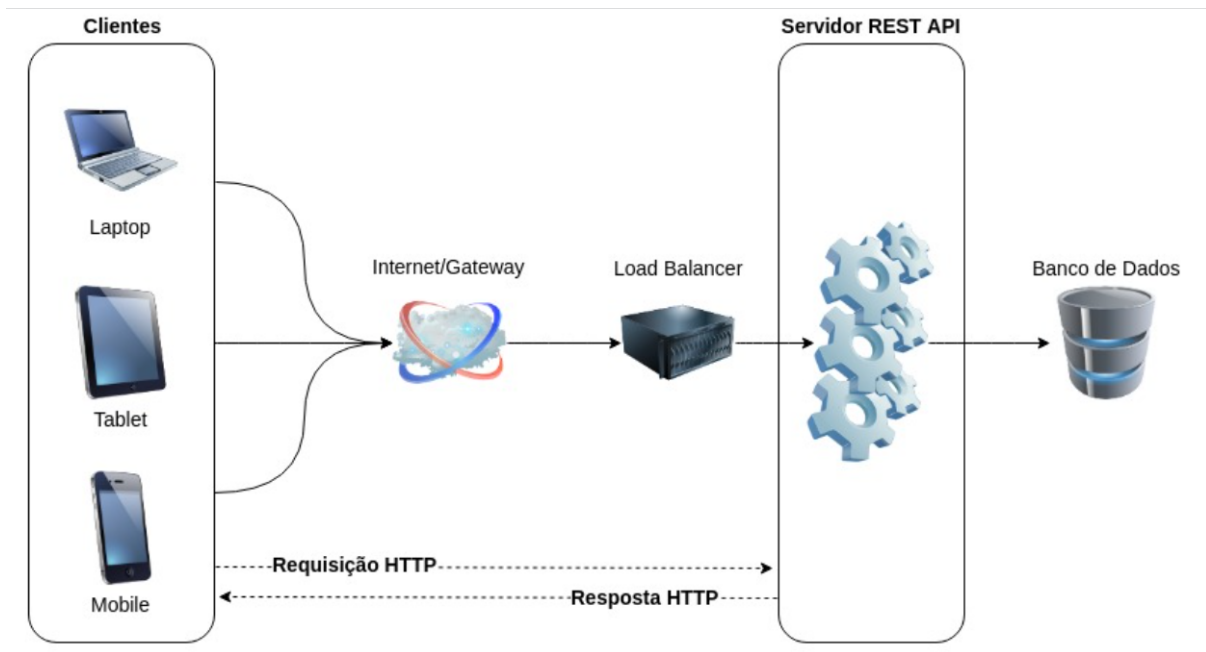 Clientes
Servidor REST API
Laptop
Internet/Gateway
Load Balancer
Banco de Dados
Tablet
Requisição HTTP
Resposta HTTP
Mobile